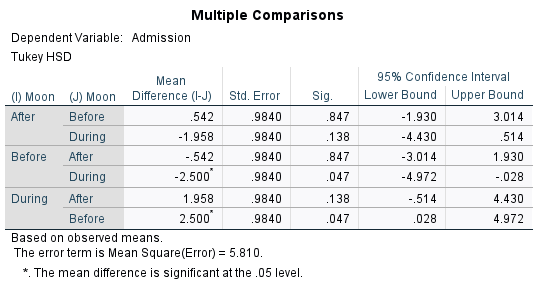 Multiple Comparisons
Dependent Variable: Admission
Tukey HSD
(I) Moon (J) Moon Mean Difference (I-J) Std. Error Sig. 95% Confidence Interval Lower Bound Upper Bound
After Before .542 .9840 .847 -1.930 3.014
During -1.958 .9840 .138 -4.430 .514
Before After -.542 .9840 .847 -3.014 1.930
During -2.500* .9840 .047 -4.972 -.028
During After 1.958 .9840 .138 -.514 4.430
Before 2.500* .9840 .047 .028 4.972
Based on observed means.
The error term is Mean Square(Error) = 5.810.
*. The mean difference is significant at the .05 level.